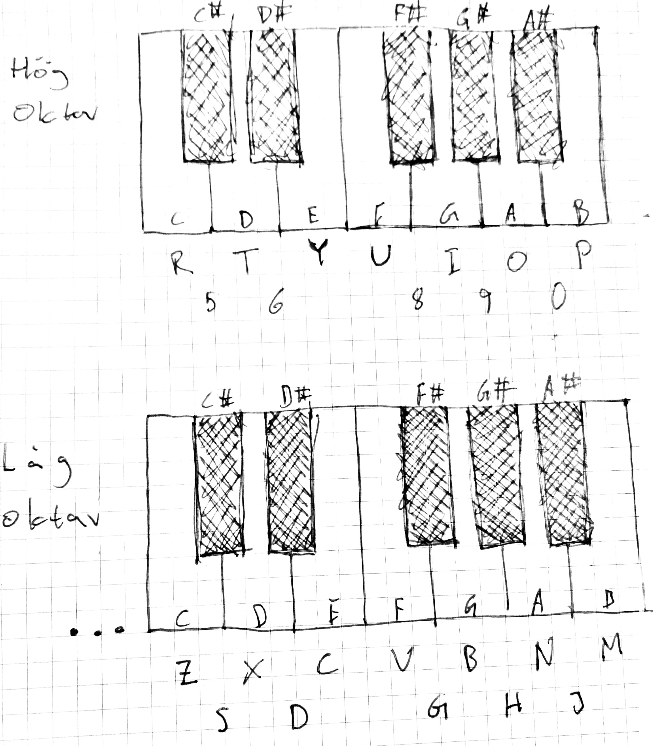 C# D# F# G# A#
Hög
Oktav
C D E F G A B
R T Y U I O P
5 6 8 9 0
C# D# F# G# A#
Låg
Oktav
...
C D E F G A B
Z X C V B N M
S D G H J